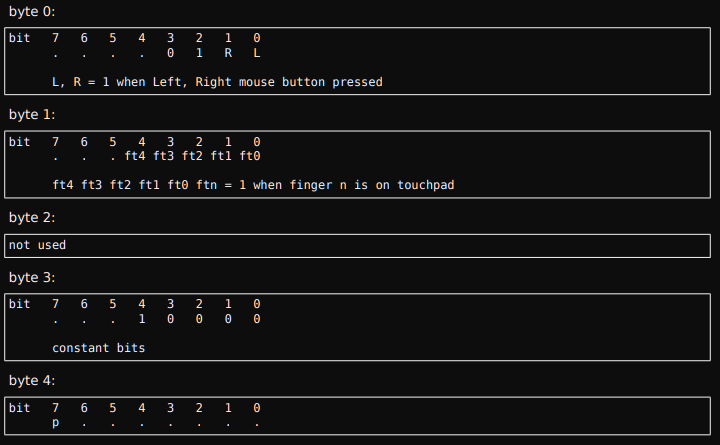 byte 0:
bit   7   6   5   4   3   2   1   0
      .   .   .   .   0   1   R   L
      L, R = 1 when Left, Right mouse button pressed
byte 1:
bit   7   6   5   4   3   2   1   0
      .   .   . ft4 ft3 ft2 ft1 ft0
      ft4 ft3 ft2 ft1 ft0 ftn = 1 when finger n is on touchpad
byte 2:
not used
byte 3:
bit   7   6   5   4   3   2   1   0
      .   .   .   1   0   0   0   0
      constant bits
byte 4:
bit   7   6   5   4   3   2   1   0
      p   .   .   .   .   .   .   .